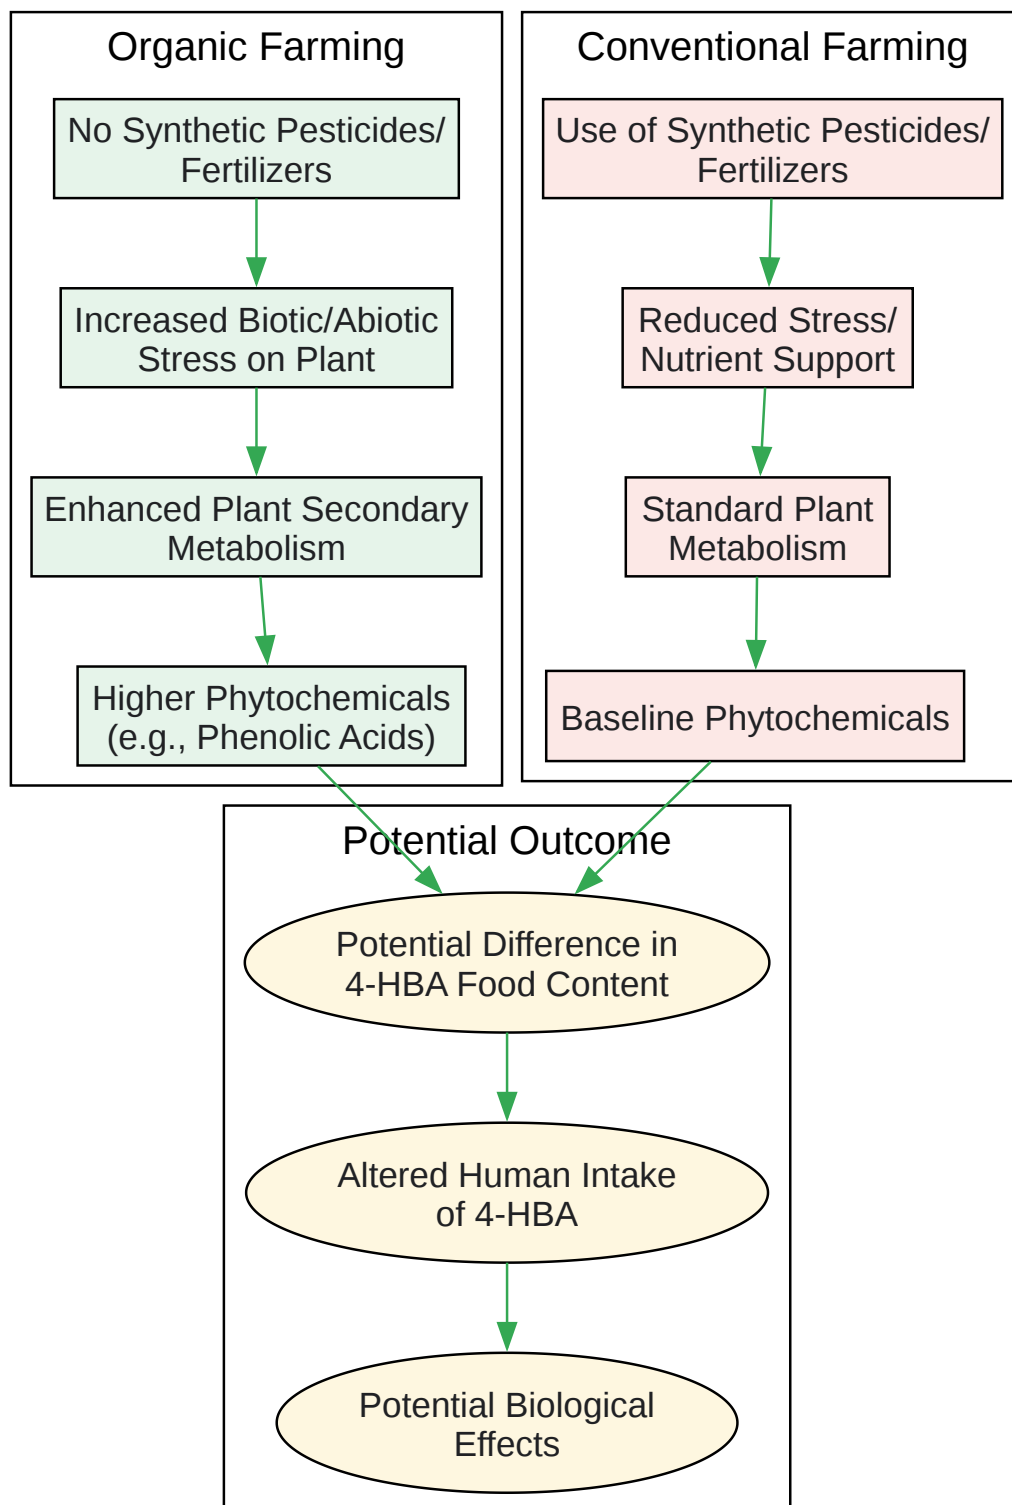 Organic Farming
No Synthetic Pesticides/
Fertilizers
Increased Biotic/Abiotic
Stress on Plant
Enhanced Plant Secondary
Metabolism
Higher Phytochemicals
(e.g., Phenolic Acids)
Conventional Farming
Use of Synthetic Pesticides/
Fertilizers
Reduced Stress/
Nutrient Support
Standard Plant
Metabolism
Baseline Phytochemicals
Potential Outcome
Potential Difference in
4-HBA Food Content
Altered Human Intake
of 4-HBA
Potential Biological
Effects